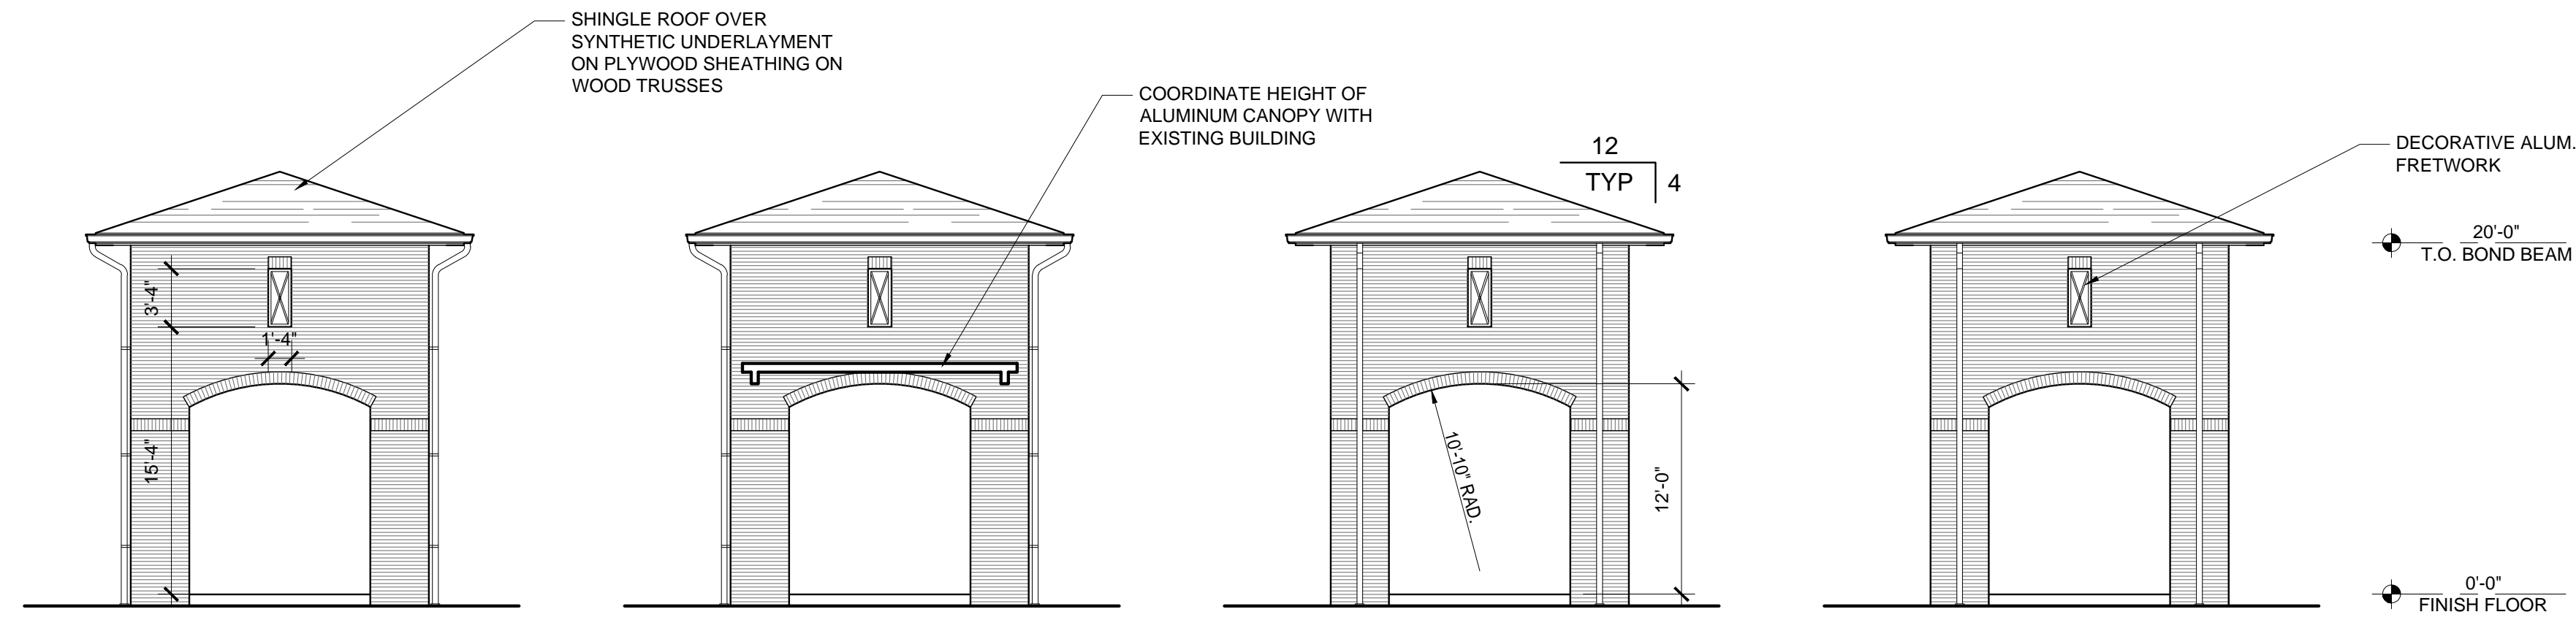 SHINGLE ROOF OVER
SYNTHETIC UNDERLAYMENT
ON PLYWOOD SHEATHING ON
WOOD TRUSSES
COORDINATE HEIGHT OF
ALUMINUM CANOPY WITH
EXISTING BUILDING
12
TYP
4
DECORATIVE ALUM.
FRETWORK
20'-0"
T.O. BOND BEAM
3'-4"
1'-4"
15'-4"
10'-10" RAD.
12'-0"
0'-0"
FINISH FLOOR